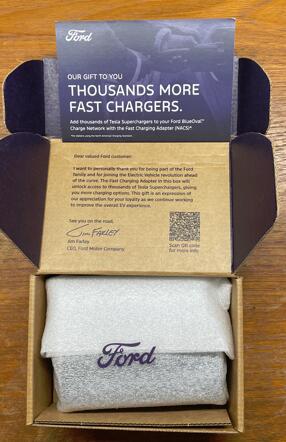 Ford
OUR GIFT TO YOU
THOUSANDS MORE
FAST CHARGERS.
Add thousands of Tesla Superchargers to your Ford BlueOval™
Charge Network with the Fast Charging Adapter (NACS)*
Dear valued Ford Customer:
I want to personally thank you for being part of the Ford
family and for joining the Electric Vehicle revolution ahead
of the curve. The Fast Charging Adapter in this box will
unlock access to thousands of Tesla Superchargers, giving
you more charging options. This gift is an expression of
our appreciation for your loyalty as we continue working
to improve the overall EV experience.
See you on the road,
Jim FARLEY
Jim Farley
CEO, Ford Motor Company
Scan QR code
for more info.
Ford